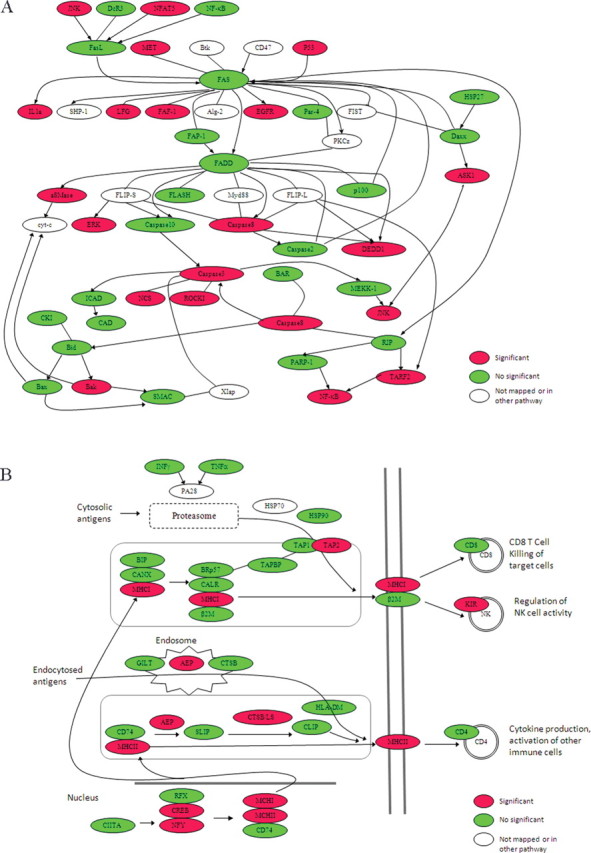 A
JNK DcR3 NFAT5 NF-κB
FasL MET Btk CD47 P53
FAS
IL1α SHP-1 LFG FAF-1 Alg-2 EGFR Par-4 FIST HSP27
FAP-1 PKCα Daxx
FADD ASK1
aSMase FLIP-S FLASH Myd88 FLIP-L p100
cyt-c ERK Caspase10 Caspase8
Caspase2 DEDD1
Caspase3 BAR
ICAD NOS ROCK1 MEKK-1
CKI CAD JNK
Caspase8
Bid RIP
PARP-1
Bax Bak TARF2
SMAC XIap NF-κB
Significant
No significant
Not mapped or in
other pathway
B
INFγ TNFα
PA28
Cytosolic
antigens
Proteasome
HSP70
HSP90
TAP1 TAP2
BIP BRp57 TAPBP
CANX CALR
MHCI MHCI
β2M
MHCI
β2M
CD8
CD8
CD8 T Cell
Killing of
target cells
KIR
NK
Regulation of
NK cell activity
Endosome
Endocytosed
antigens
GILT AEP CTSB
HLA-DM
AEP CTSB/LS
CD74 SLIP CLIP
MHCII
MHCII
CD4
CD4
Cytokine production,
activation of other
immune cells
Nucleus
RFX MCHI
CREB MCHII
CIITA NFY CD74
Significant
No significant
Not mapped or in
other pathway